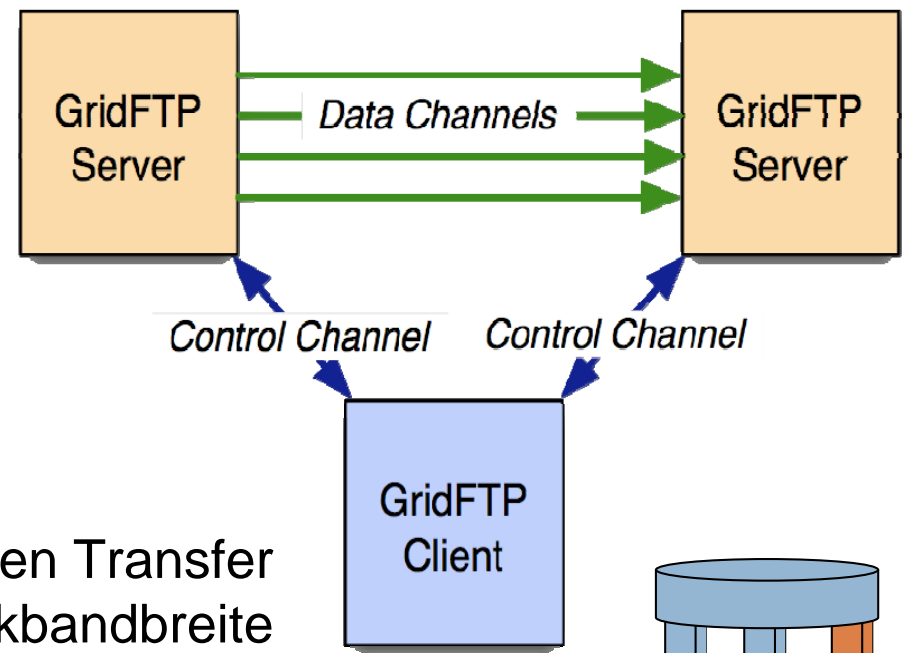 GridFTP
Server
Data Channels
GridFTP
Server
Control Channel
Control Channel
GridFTP
Client
en Transfer
kbandbreite